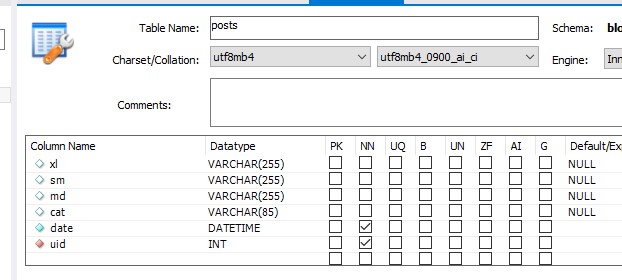 Table Name: posts Schema: blo
Charset/Collation: utf8mb4 utf8mb4_0900_ai_ci Engine: Inn
Comments:
Column Name Datatype PK NN UQ B UN ZF AI G Default/Exp
xl VARCHAR(255) NULL
sm VARCHAR(255) NULL
md VARCHAR(255) NULL
cat VARCHAR(85) NULL
date DATETIME
uid INT